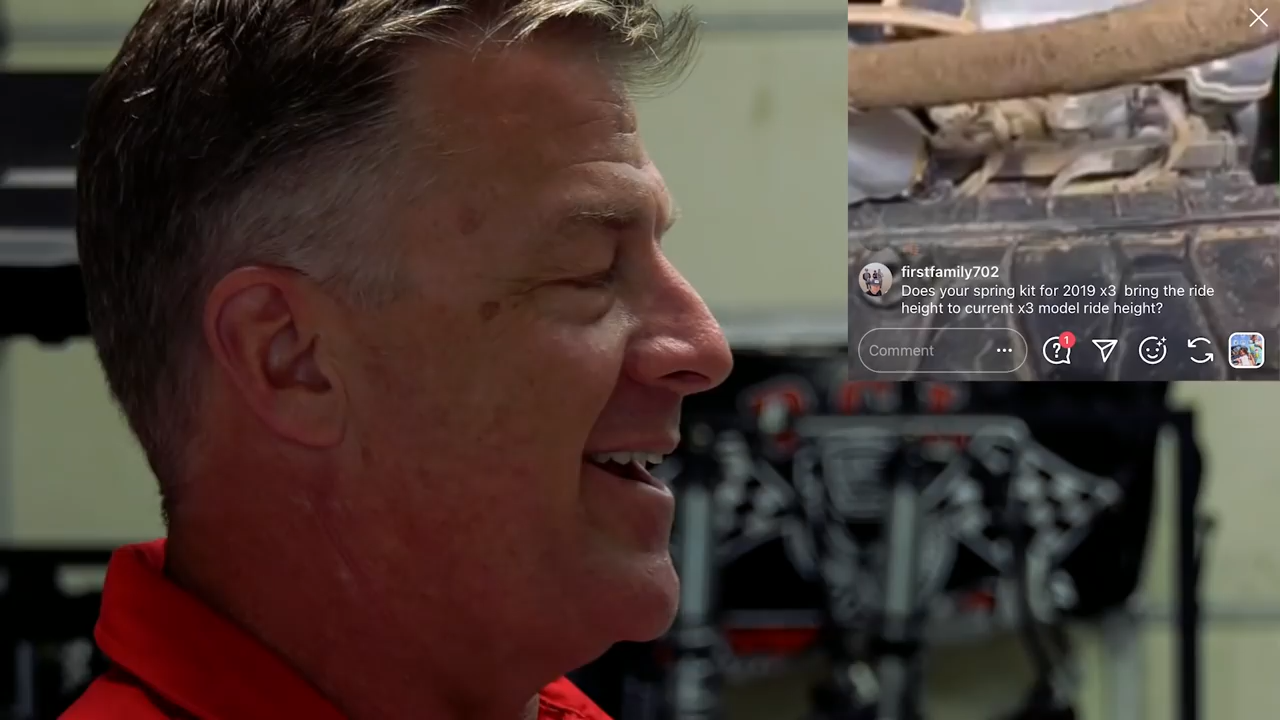 firstfamily702
Does your spring kit for 2019 x3  bring the ride
height to current x3 model ride height?
Comment
1